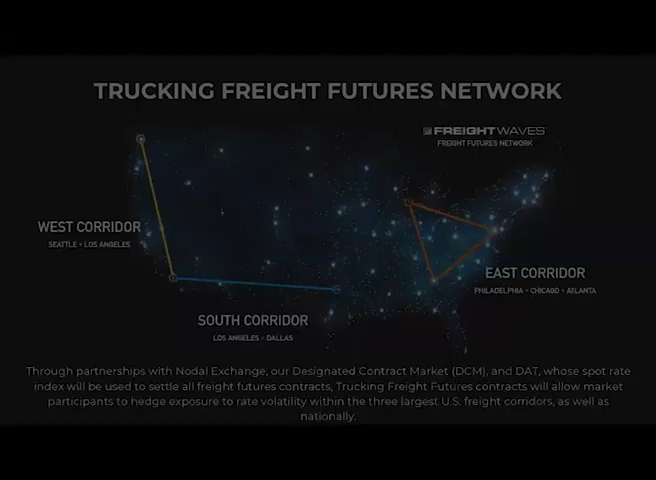 TRUCKING FREIGHT FUTURES NETWORK
FREIGHTWAVES
FREIGHT FUTURES NETWORK
WEST CORRIDOR
SEATTLE • LOS ANGELES
EAST CORRIDOR
PHILADELPHIA • CHICAGO • ATLANTA
SOUTH CORRIDOR
LOS ANGELES • DALLAS
Through partnerships with Nodal Exchange, our Designated Contract Market (DCM), and DAT, whose spot rate
index will be used to settle all freight futures contracts, Trucking Freight Futures contracts will allow market
participants to hedge exposure to rate volatility within the three largest U.S. freight corridors, as well as
nationally.